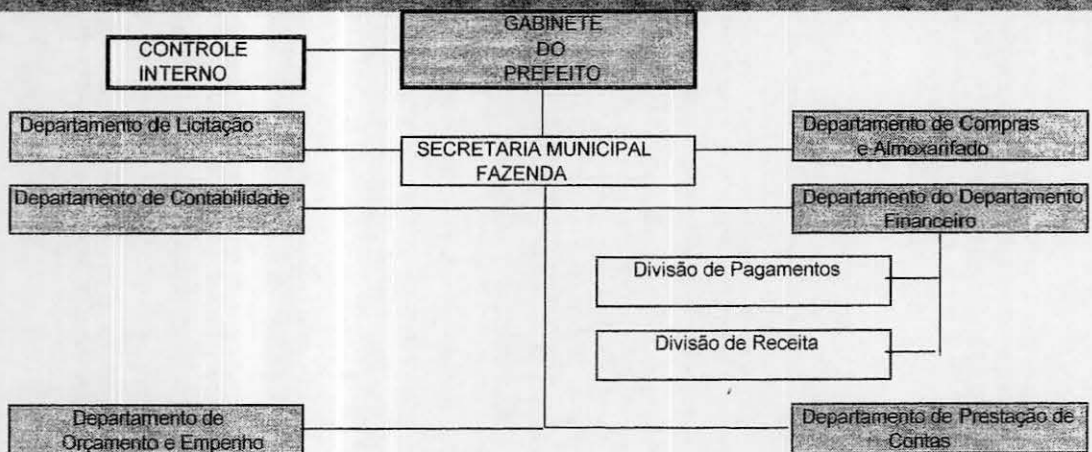 GABINETE
DO
PREFEITO
CONTROLE
INTERNO
Departamento de Licitação
SECRETARIA MUNICIPAL
FAZENDA
Departamento de Compras
e Almoxarifado
Departamento de Contabilidade
Departamento do Departamento
Financeiro
Divisão de Pagamentos
Divisão de Receita
Departamento de
Orçamento e Empenho
Departamento de Prestação de
Contas